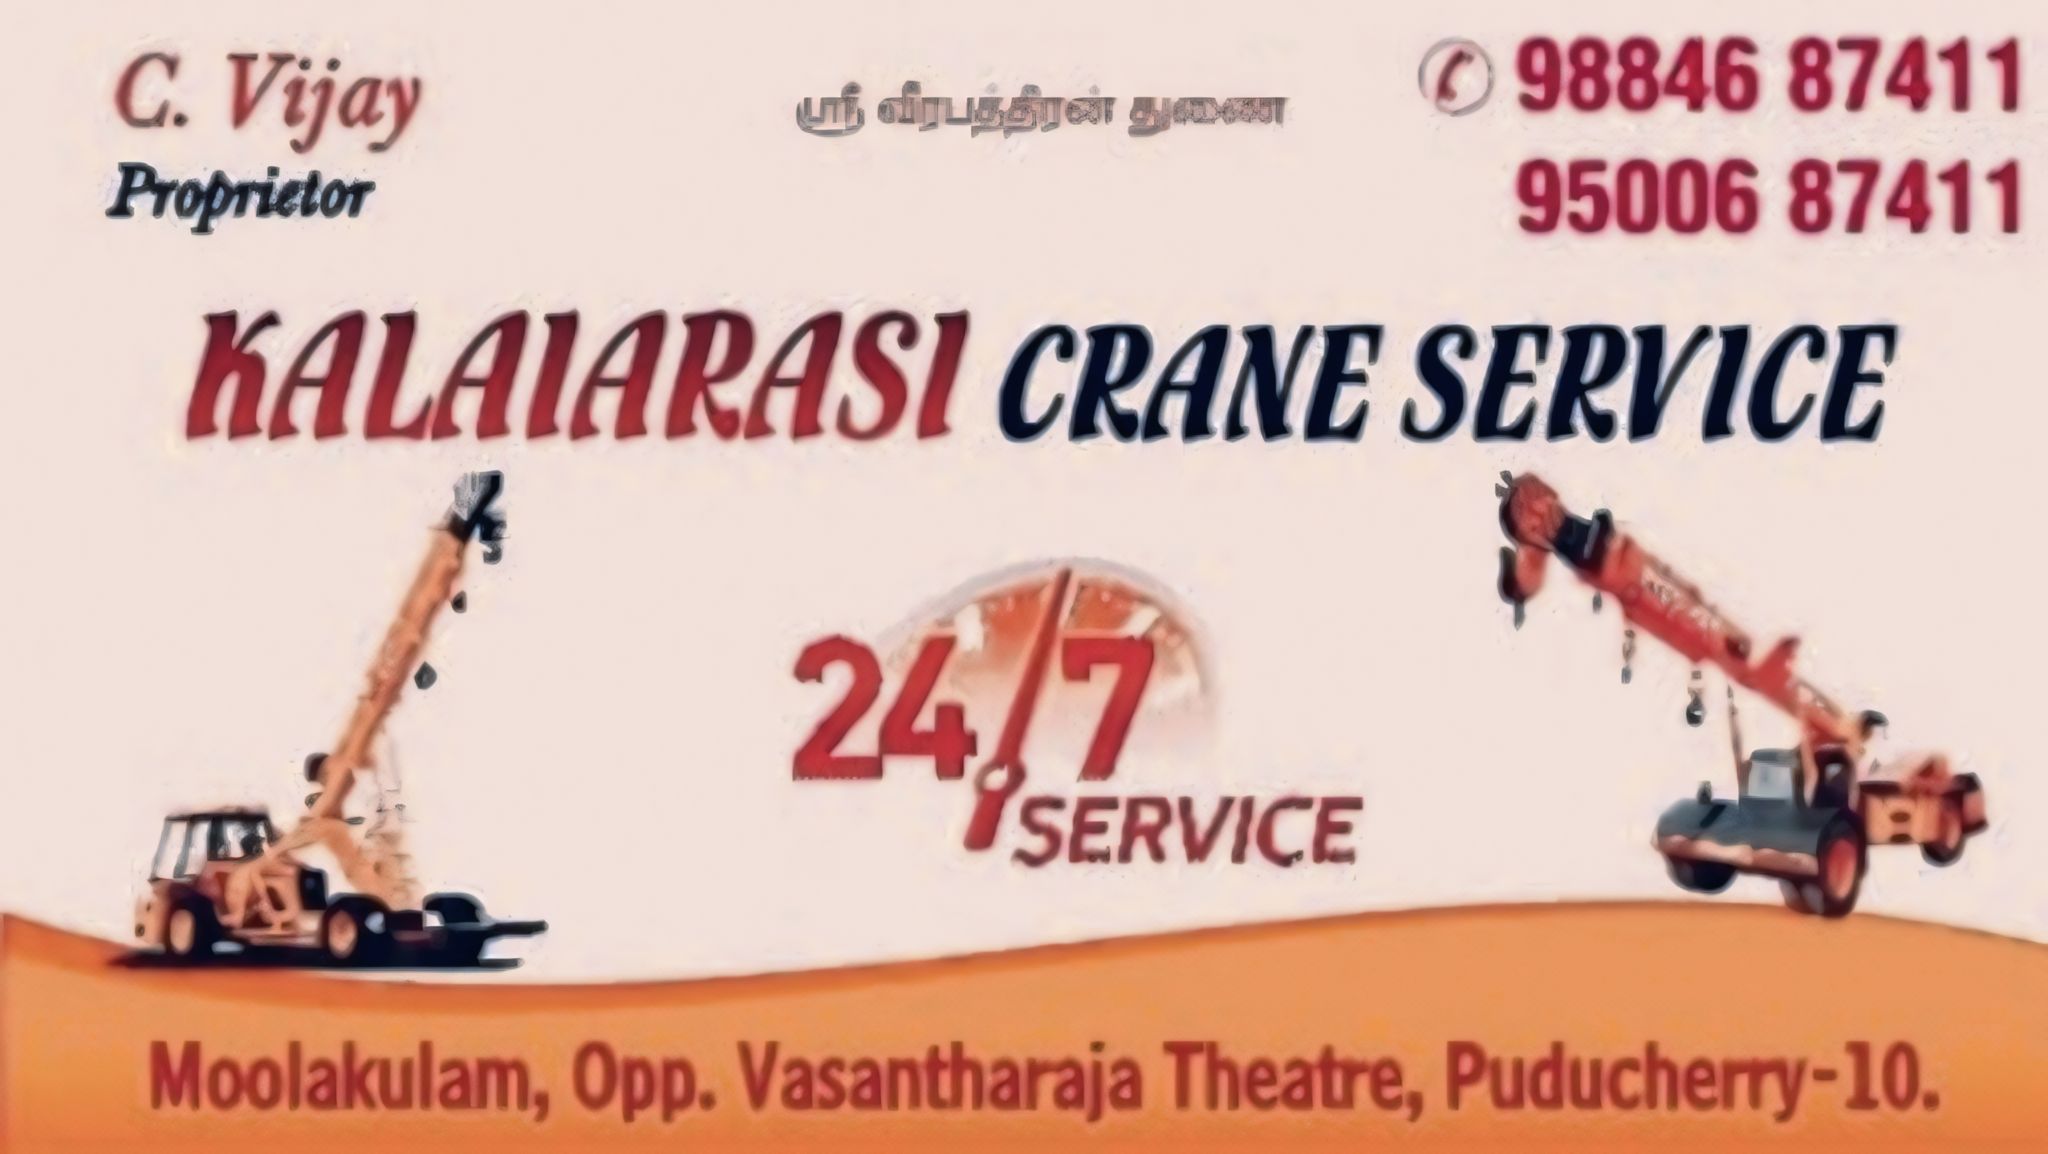 C. Vijay
Proprietor
ஸ்ரீ வீரபத்திரன் துணை
98846 87411
95006 87411
KALAIARASI CRANE SERVICE
24/7
SERVICE
Moolakulam, Opp. Vasantharaja Theatre, Puducherry-10.